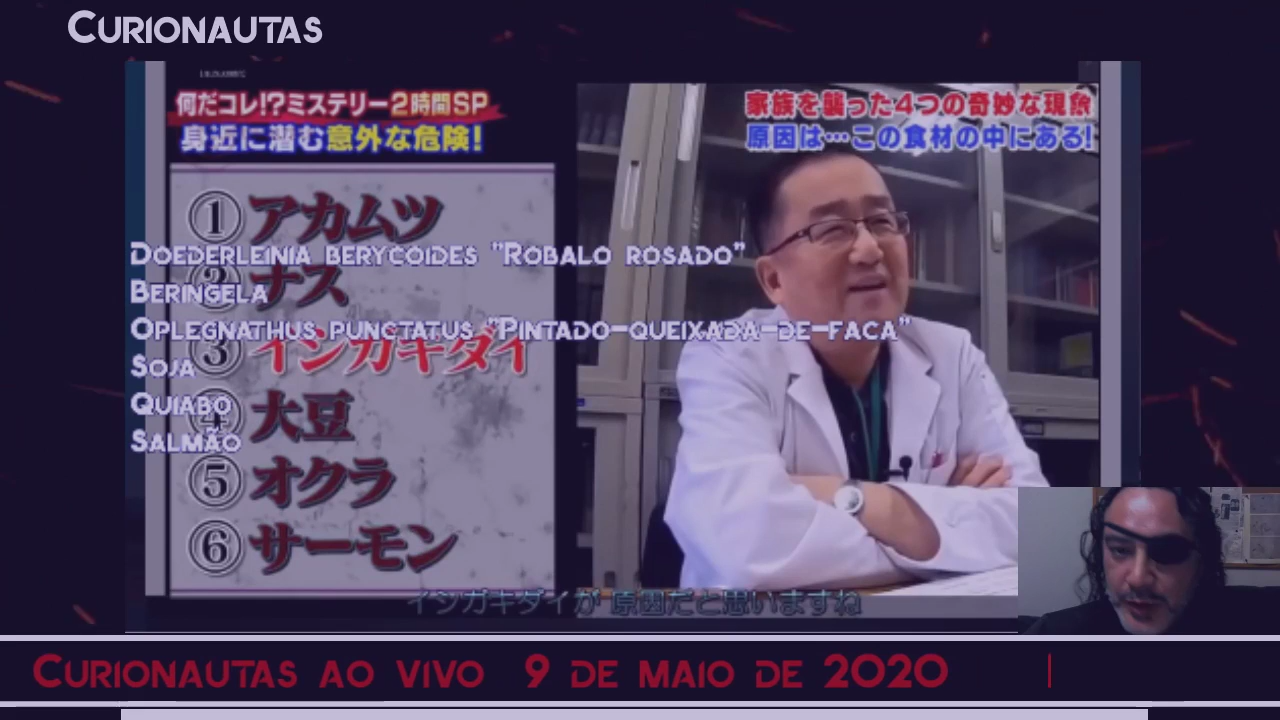 Curionautas
何だコレ!?ミステリー2時間SP
身近に潜む意外な危険!
家族を襲った4つの奇妙な現象
原因は…この食材の中にある!
①アカムツ
Doederleinia berycoides "Robalo rosado"
②ナス
Beringela
Oplegnathus punctatus "Pintado-queixada-de-faca"
③イシガキダイ
Soja
④大豆
Quiabo
Salmão
⑤オクラ
⑥サーモン
イシガキダイが 原因だと思いますね
Curionautas ao vivo 9 de maio de 2020